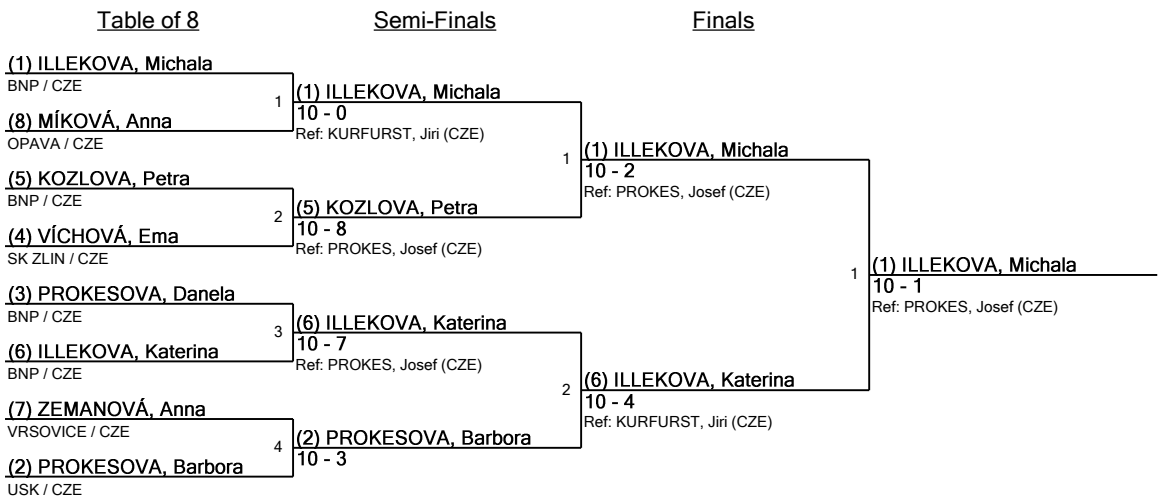 Table of 8
Semi-Finals
Finals
(1) ILLEKOVA, Michala
BNP / CZE
1
(8) MÍKOVÁ, Anna
OPAVA / CZE
(5) KOZLOVA, Petra
BNP / CZE
2
(4) VÍCHOVÁ, Ema
SK ZLIN / CZE
(3) PROKESOVA, Danela
BNP / CZE
3
(6) ILLEKOVA, Katerina
BNP / CZE
(7) ZEMANOVÁ, Anna
VRSOVICE / CZE
4
(2) PROKESOVA, Barbora
USK / CZE
(1) ILLEKOVA, Michala
10 - 0
Ref: KURFURST, Jiri (CZE)
1
(5) KOZLOVA, Petra
10 - 8
Ref: PROKES, Josef (CZE)
(6) ILLEKOVA, Katerina
10 - 7
Ref: PROKES, Josef (CZE)
2
(2) PROKESOVA, Barbora
10 - 3
(1) ILLEKOVA, Michala
10 - 2
Ref: PROKES, Josef (CZE)
1
(6) ILLEKOVA, Katerina
10 - 4
Ref: KURFURST, Jiri (CZE)
(1) ILLEKOVA, Michala
10 - 1
Ref: PROKES, Josef (CZE)